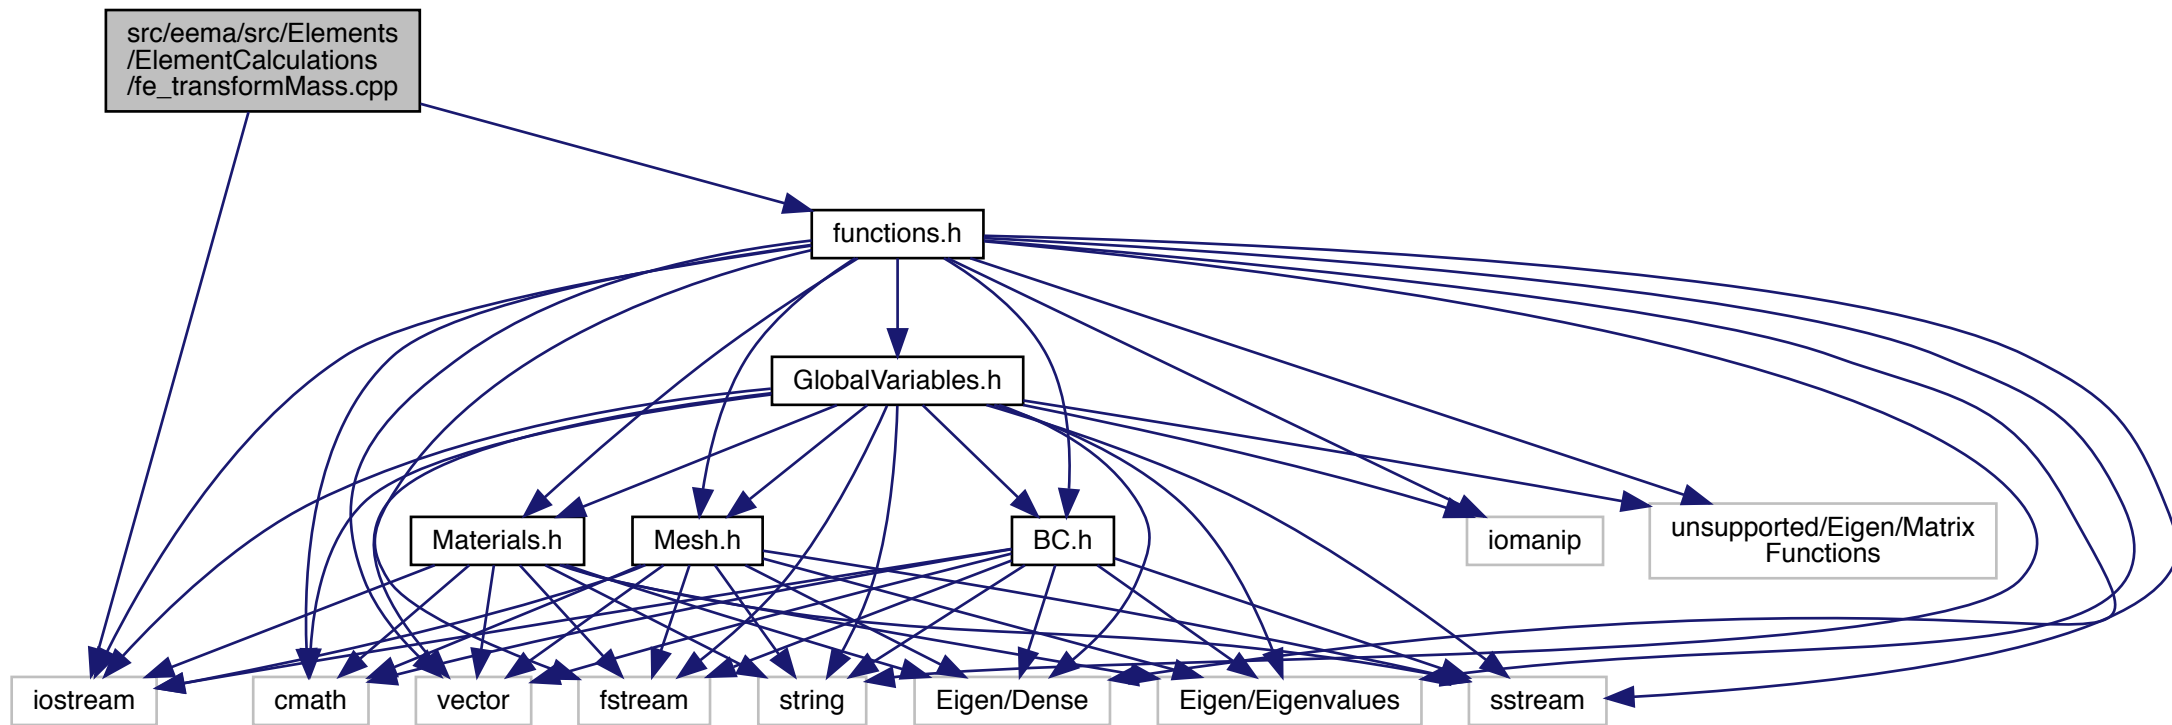 src/eema/src/Elements
/ElementCalculations
/fe_transformMass.cpp
functions.h
GlobalVariables.h
Materials.h
Mesh.h
BC.h
iomanip
unsupported/Eigen/Matrix
Functions
iostream
cmath
vector
fstream
string
Eigen/Dense
Eigen/Eigenvalues
sstream